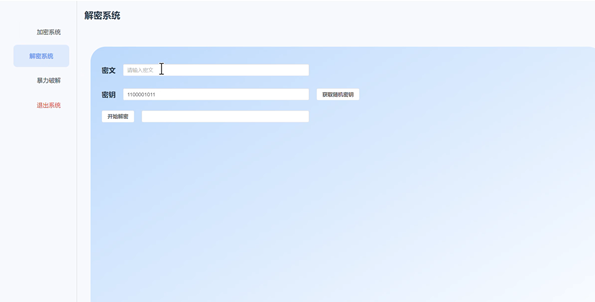 解密系统
加密系统
解密系统
暴力破解
退出系统
密文 请输入密文
密钥 1100001011 获取随机密钥
开始解密